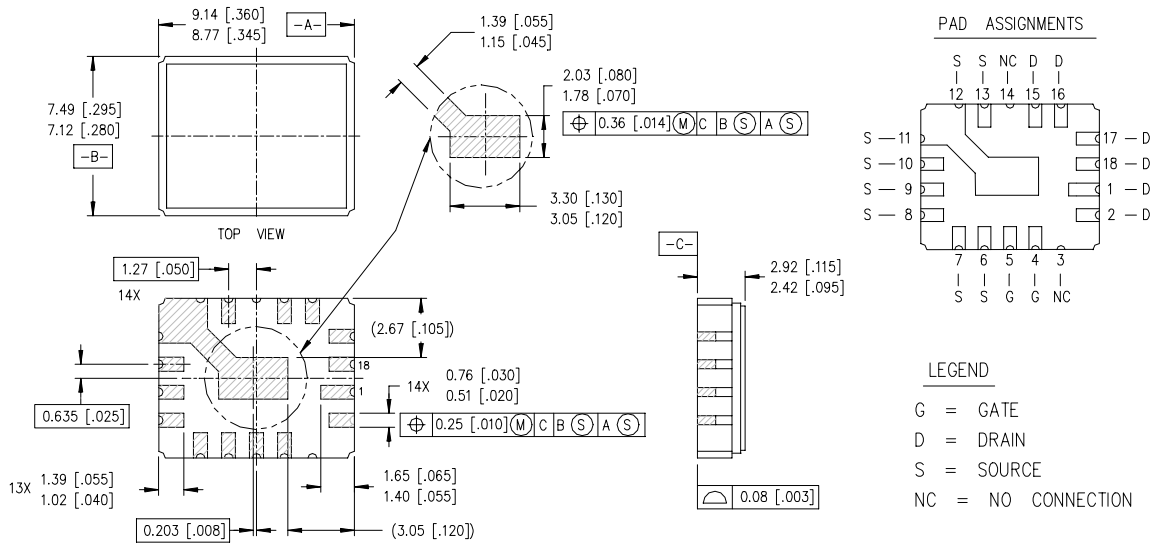 9.14 [.360]
8.77 [.345]
-A-
7.49 [.295]
7.12 [.280]
-B-
TOP VIEW
1.39 [.055]
1.15 [.045]
2.03 [.080]
1.78 [.070]
⌖ 0.36 [.014] Ⓜ C B Ⓢ A Ⓢ
3.30 [.130]
3.05 [.120]
1.27 [.050]
14X
(2.67 [.105])
18
1
0.635 [.025]
14X 0.76 [.030]
0.51 [.020]
⌖ 0.25 [.010] Ⓜ C B Ⓢ A Ⓢ
13X 1.39 [.055]
1.02 [.040]
1.65 [.065]
1.40 [.055]
0.203 [.008]
(3.05 [.120])
-C-
2.92 [.115]
2.42 [.095]
⌓ 0.08 [.003]
PAD ASSIGNMENTS
S S NC D D
12 13 14 15 16
S — 11
S — 10
S — 9
S — 8
17 — D
18 — D
1 — D
2 — D
7 6 5 4 3
S S G G NC
LEGEND
G = GATE
D = DRAIN
S = SOURCE
NC = NO CONNECTION